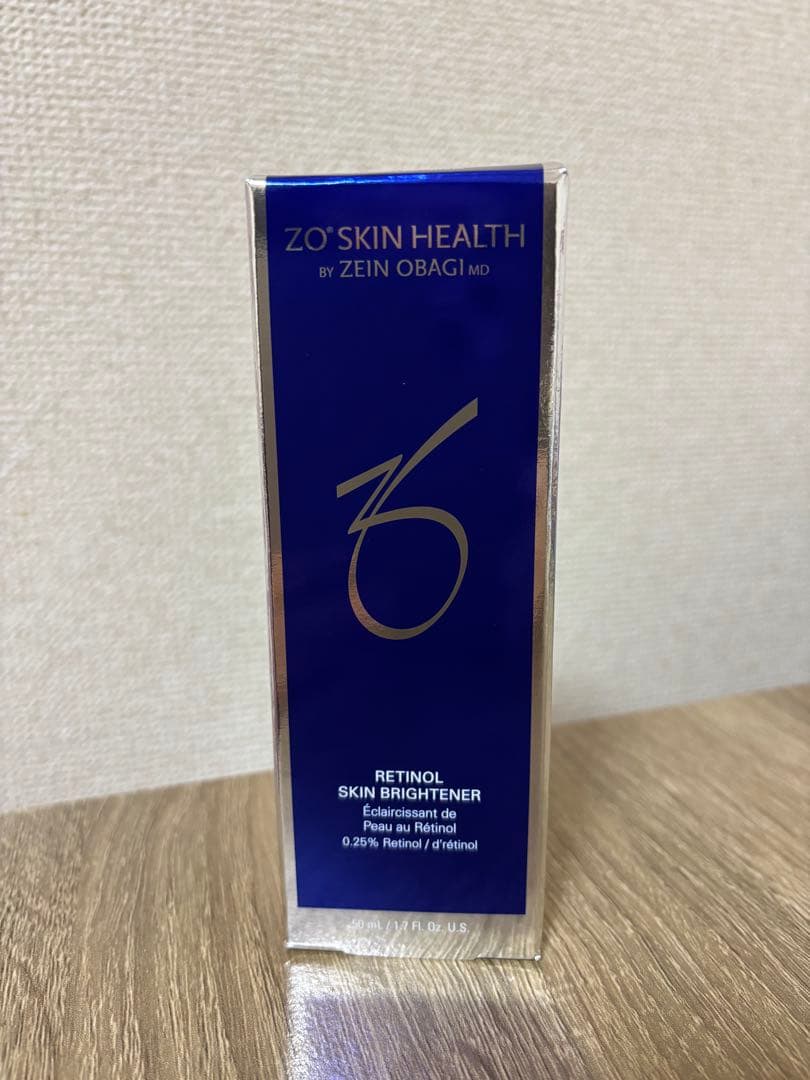 ZO® SKIN HEALTH
BY ZEIN OBAGI MD
ZO
RETINOL
SKIN BRIGHTENER
Éclaircissant de
Peau au Rétinol
0.25% Retinol / d'rétinol
50 mL / 1.7 Fl. Oz. U.S.